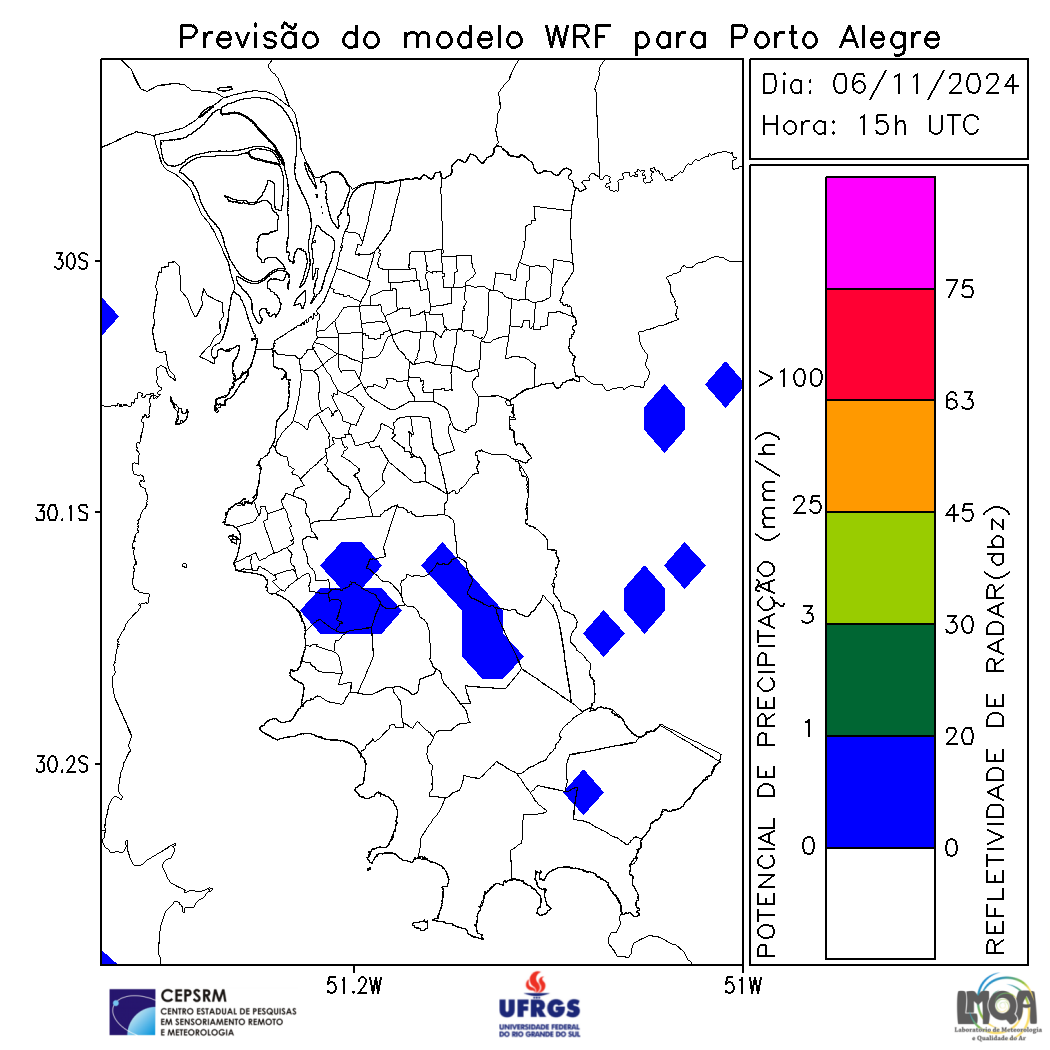 Previsão do modelo WRF para Porto Alegre
Dia: 06/11/2024
Hora: 15h UTC
30S
30.1S
30.2S
51.2W
51W
POTENCIAL DE PRECIPITAÇÃO (mm/h)
>100
25
3
1
0
75
63
45
30
20
0
REFLETIVIDADE DE RADAR(dbz)
CEPSRM
CENTRO ESTADUAL DE PESQUISAS
EM SENSORIAMENTO REMOTO
E METEOROLOGIA
UFRGS
UNIVERSIDADE FEDERAL
DO RIO GRANDE DO SUL
LMQA
Laboratório de Meteorologia
e Qualidade do Ar